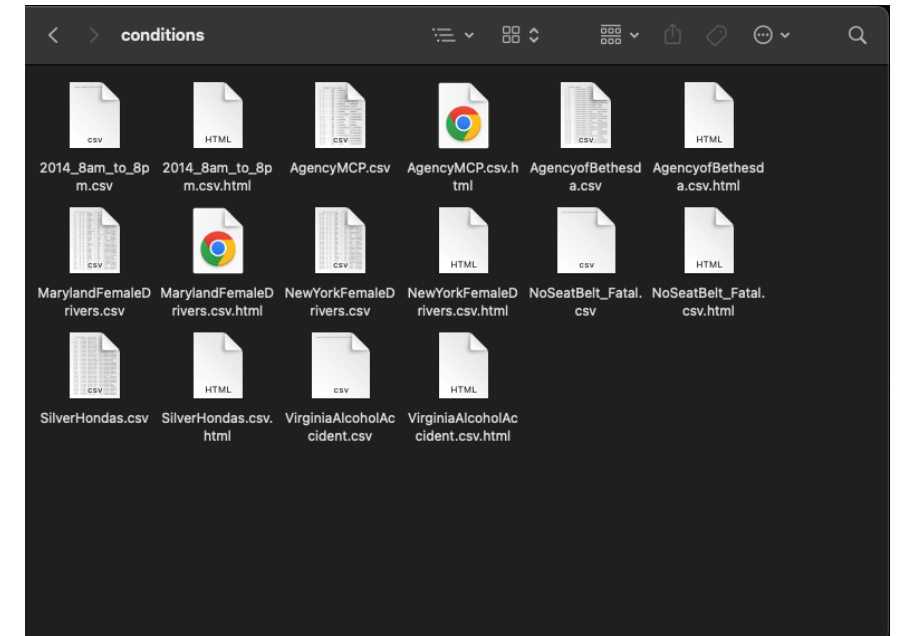 conditions
csv
HTML
csv
csv
HTML
2014_8am_to_8p
m.csv
2014_8am_to_8p
m.csv.html
AgencyMCP.csv
AgencyMCP.csv.h
tml
AgencyofBethesd
a.csv
AgencyofBethesd
a.csv.html
csv
csv
HTML
csv
HTML
MarylandFemaleD
rivers.csv
MarylandFemaleD
rivers.csv.html
NewYorkFemaleD
rivers.csv
NewYorkFemaleD
rivers.csv.html
NoSeatBelt_Fatal.
csv
NoSeatBelt_Fatal.
csv.html
csv
HTML
csv
HTML
SilverHondas.csv
SilverHondas.csv.
html
VirginiaAlcoholAc
cident.csv
VirginiaAlcoholAc
cident.csv.html